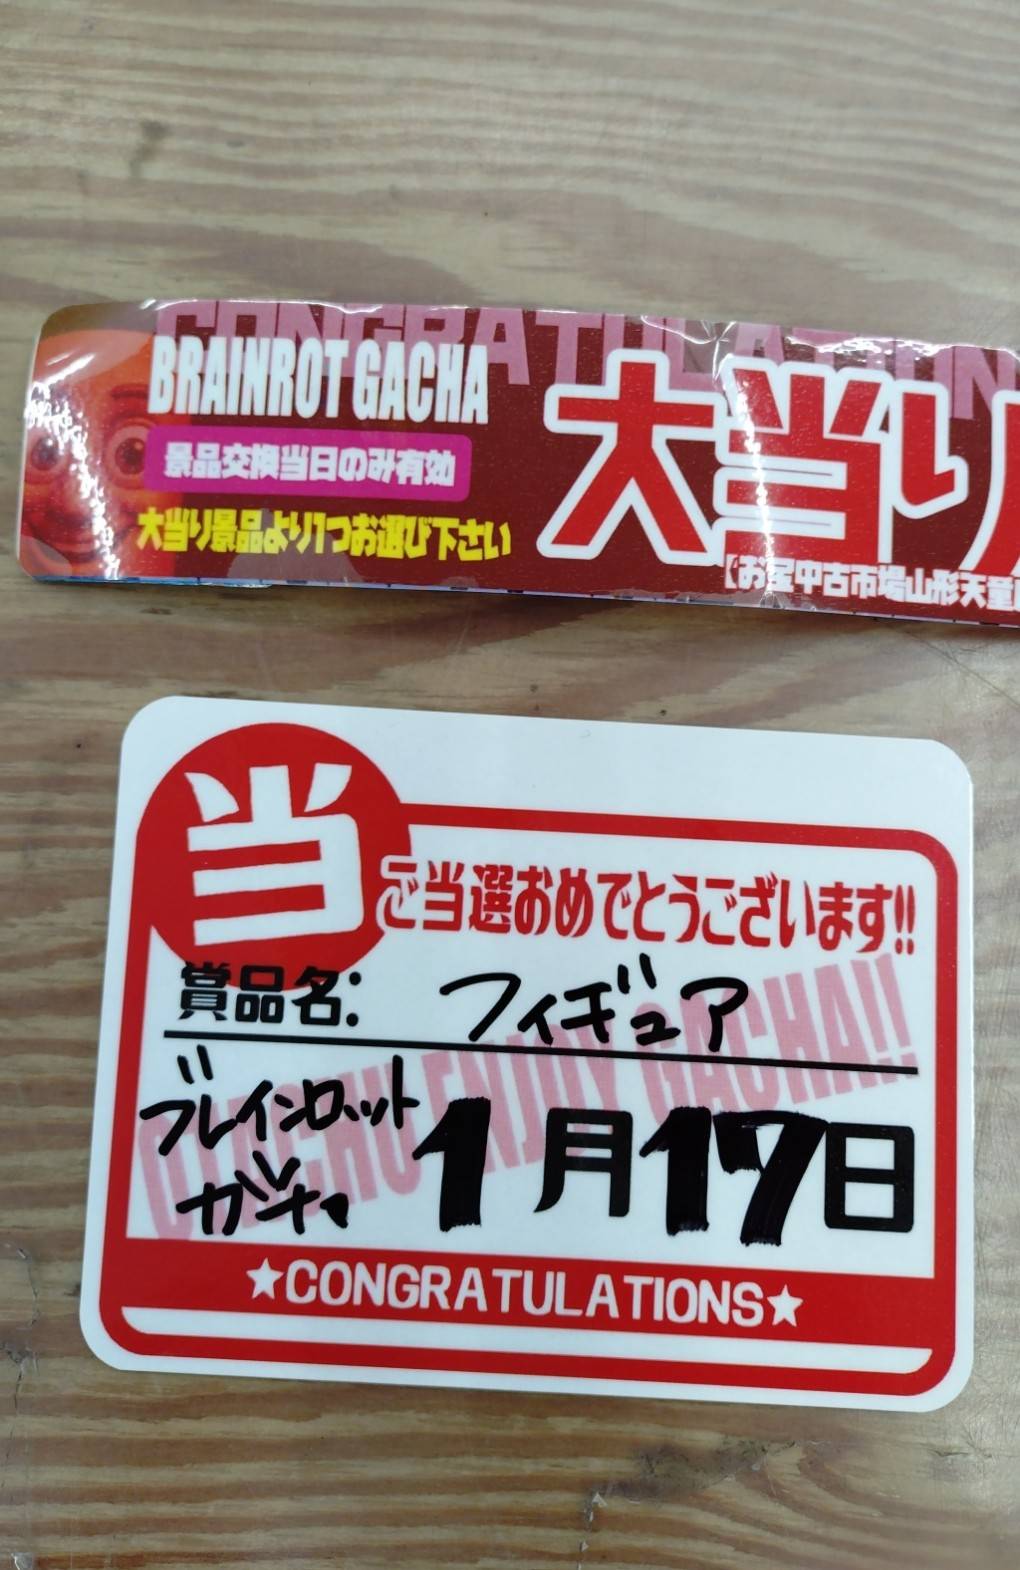 CONGRATULATION
BRAINROT GACHA
景品交換当日のみ有効
大当り景品より1つお選び下さい
大当り
【お宝中古市場山形天童
当
ご当選おめでとうございます!!
賞品名: フィギュア
ブレインロット
ガチャ
1月17日
ENJOY GACHA!!
★CONGRATULATIONS★